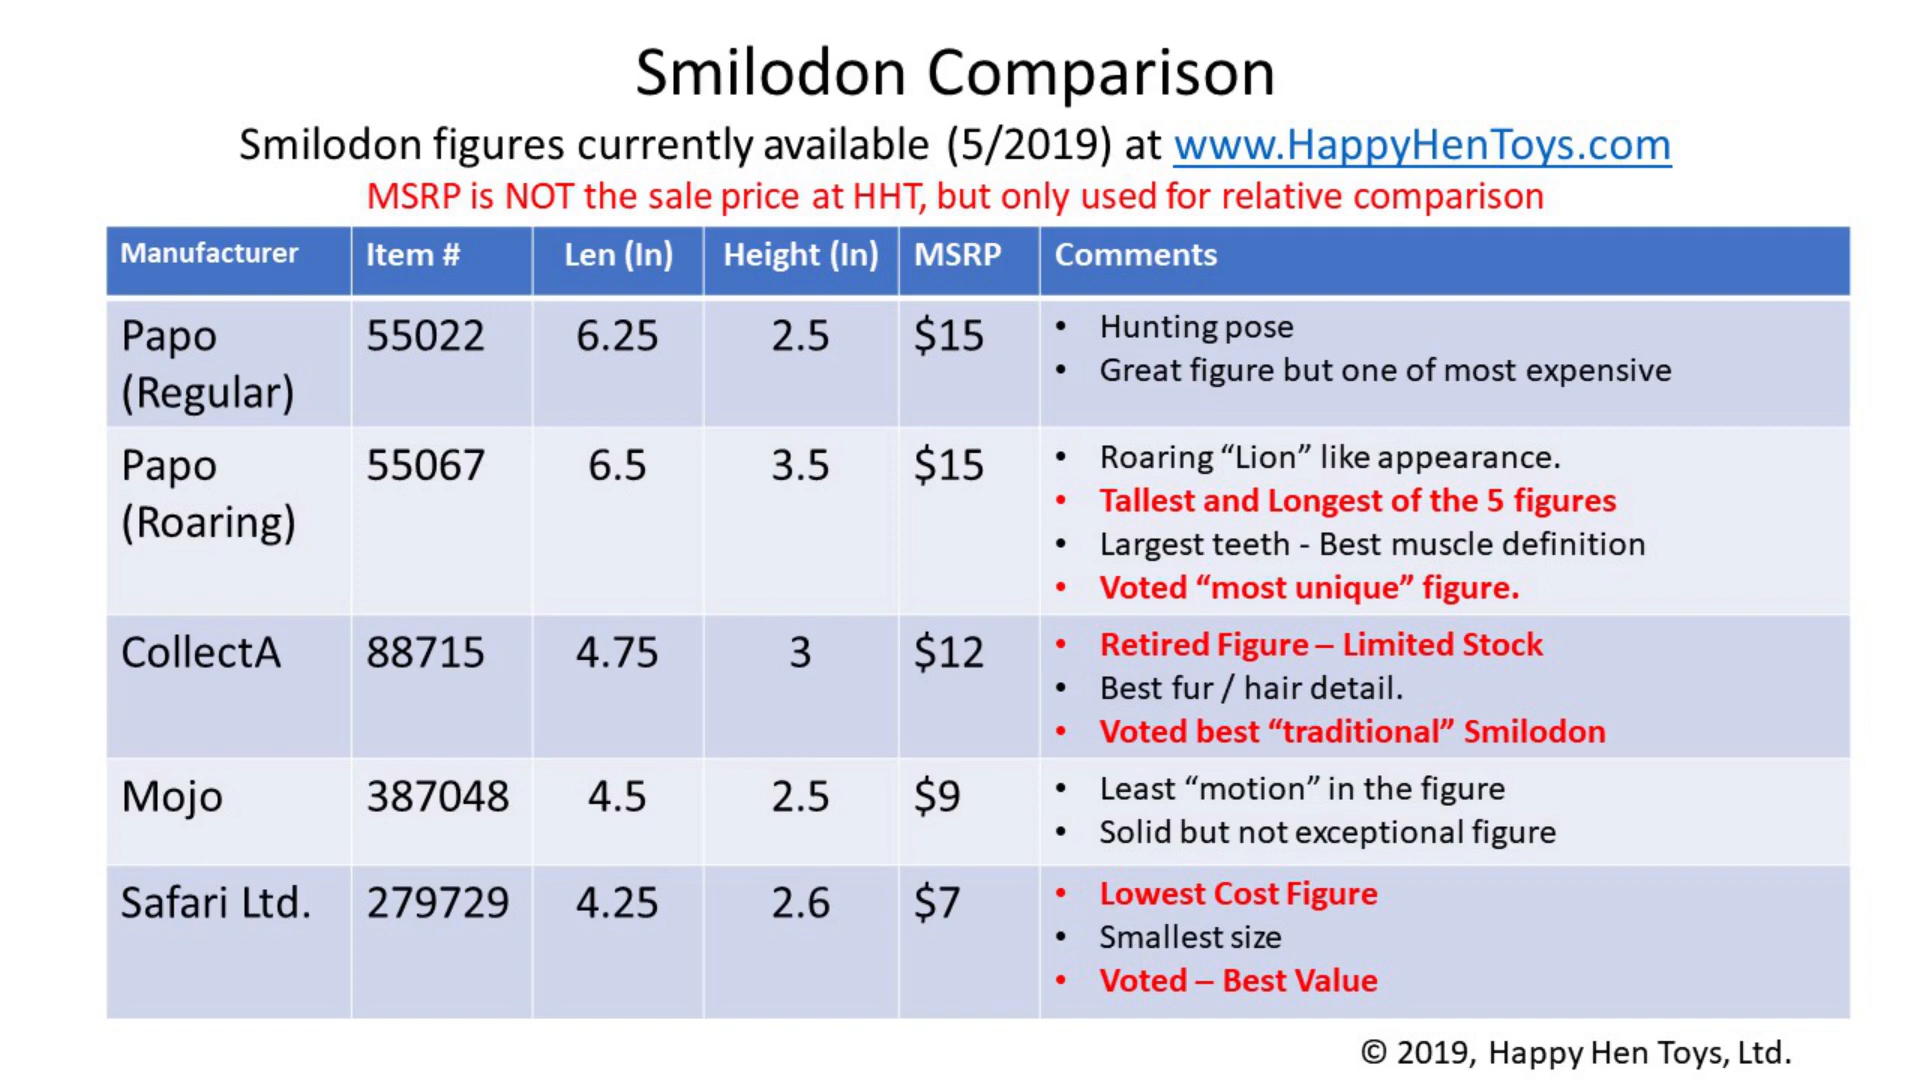 Smilodon Comparison
Smilodon figures currently available (5/2019) at www.HappyHenToys.com
MSRP is NOT the sale price at HHT, but only used for relative comparison
Manufacturer Item # Len (In) Height (In) MSRP Comments
Papo (Regular) 55022 6.25 2.5 $15
• Hunting pose
• Great figure but one of most expensive
Papo (Roaring) 55067 6.5 3.5 $15
• Roaring “Lion” like appearance.
• Tallest and Longest of the 5 figures
• Largest teeth - Best muscle definition
• Voted “most unique” figure.
CollectA 88715 4.75 3 $12
• Retired Figure – Limited Stock
• Best fur / hair detail.
• Voted best “traditional” Smilodon
Mojo 387048 4.5 2.5 $9
• Least “motion” in the figure
• Solid but not exceptional figure
Safari Ltd. 279729 4.25 2.6 $7
• Lowest Cost Figure
• Smallest size
• Voted – Best Value
© 2019, Happy Hen Toys, Ltd.